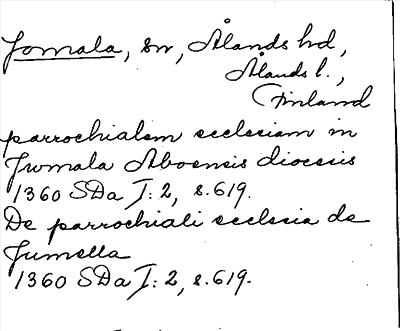 Jomala, sn, Ålands hd,
Ålands l.,
Finland
parrochialem ecclesiam in
Jwmala Aboensis diocesis
1360 SDa I: 2, s. 619.
De parrochiali ecclesia de
Jumella
1360 SDa I: 2, s. 619.